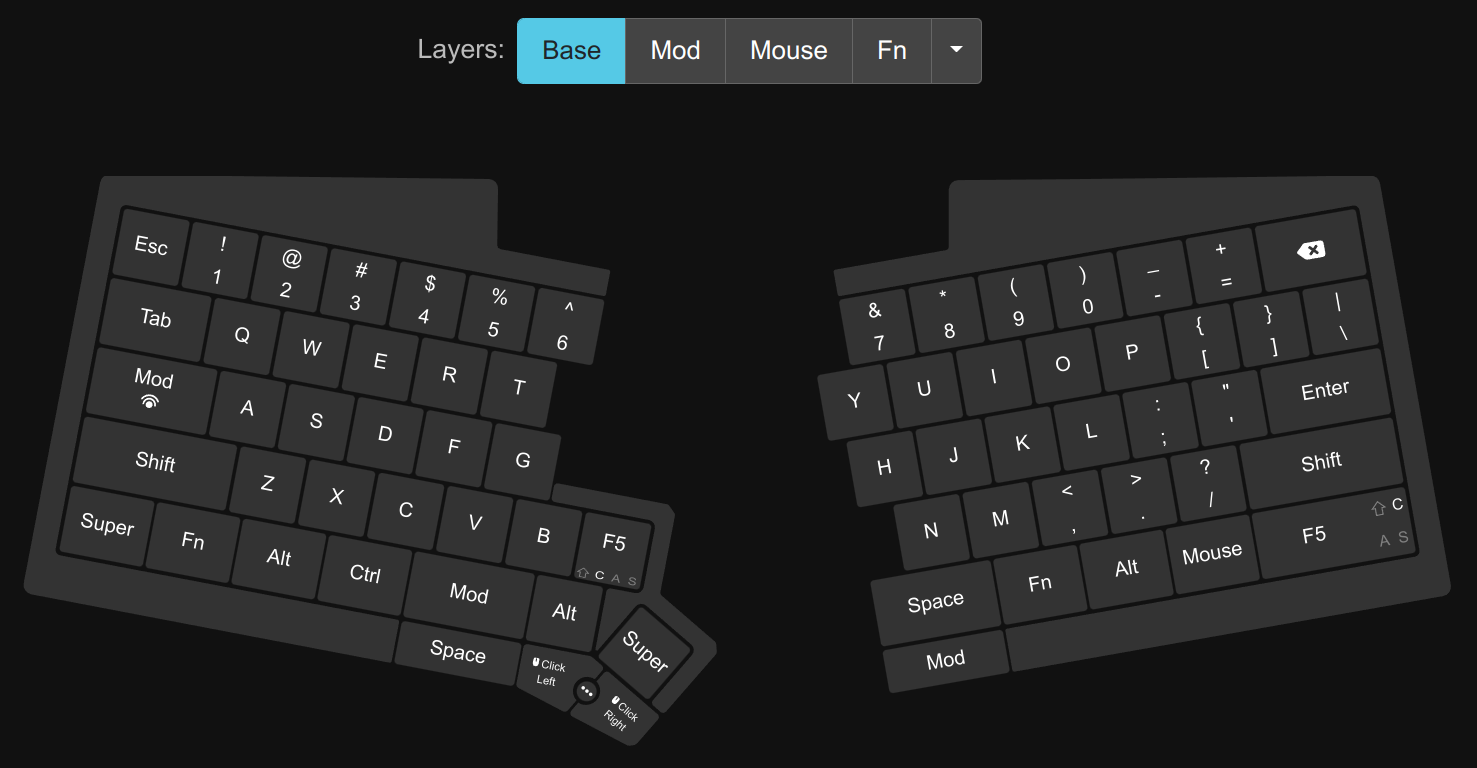 Layers: Base Mod Mouse Fn
Esc ! 1 @ 2 # 3 $ 4 % 5 ^ 6
Tab Q W E R T
Mod A S D F G
Shift Z X C V B F5 C A S
Super Fn Alt Ctrl Mod Alt Super
Space Click Left Click Right
& 7 * 8 ( 9 ) 0 _ - + =
Y U I O P { [ } ] | \
H J K L : ; " ' Enter
N M < , > . ? / Shift
Space Fn Alt Mouse F5 C A S
Mod